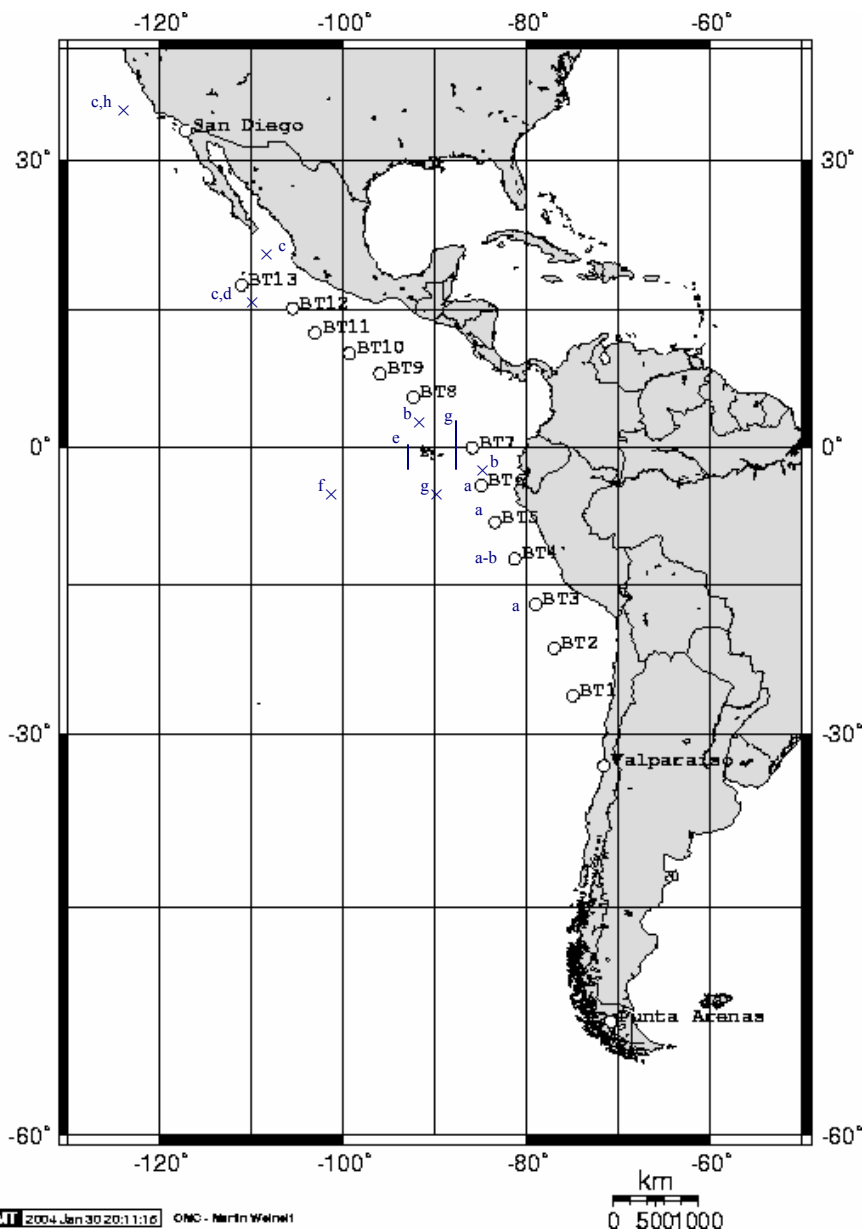 -120° -100° -80° -60°
c,h
San Diego
30° 30°
c
BT13
c,d
BT12
BT11
BT10
BT9
BT8
b g
e
0° BT7 0°
b
a BT6
f g
a BT5
a-b BT4
a BT3
BT2
BT1
-30° -30°
Valparaiso
Punta Arenas
-60° -60°
-120° -100° -80° -60°
km
2004 Jan 30 20:11:16 OMC - Martin Weinelt
0 500 1000